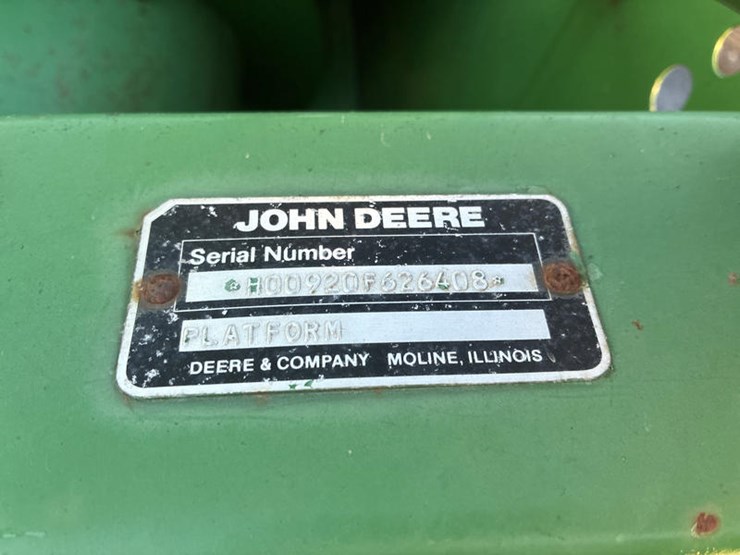 JOHN DEERE
Serial Number
*H00920F626408*
PLATFORM
DEERE & COMPANY MOLINE, ILLINOIS